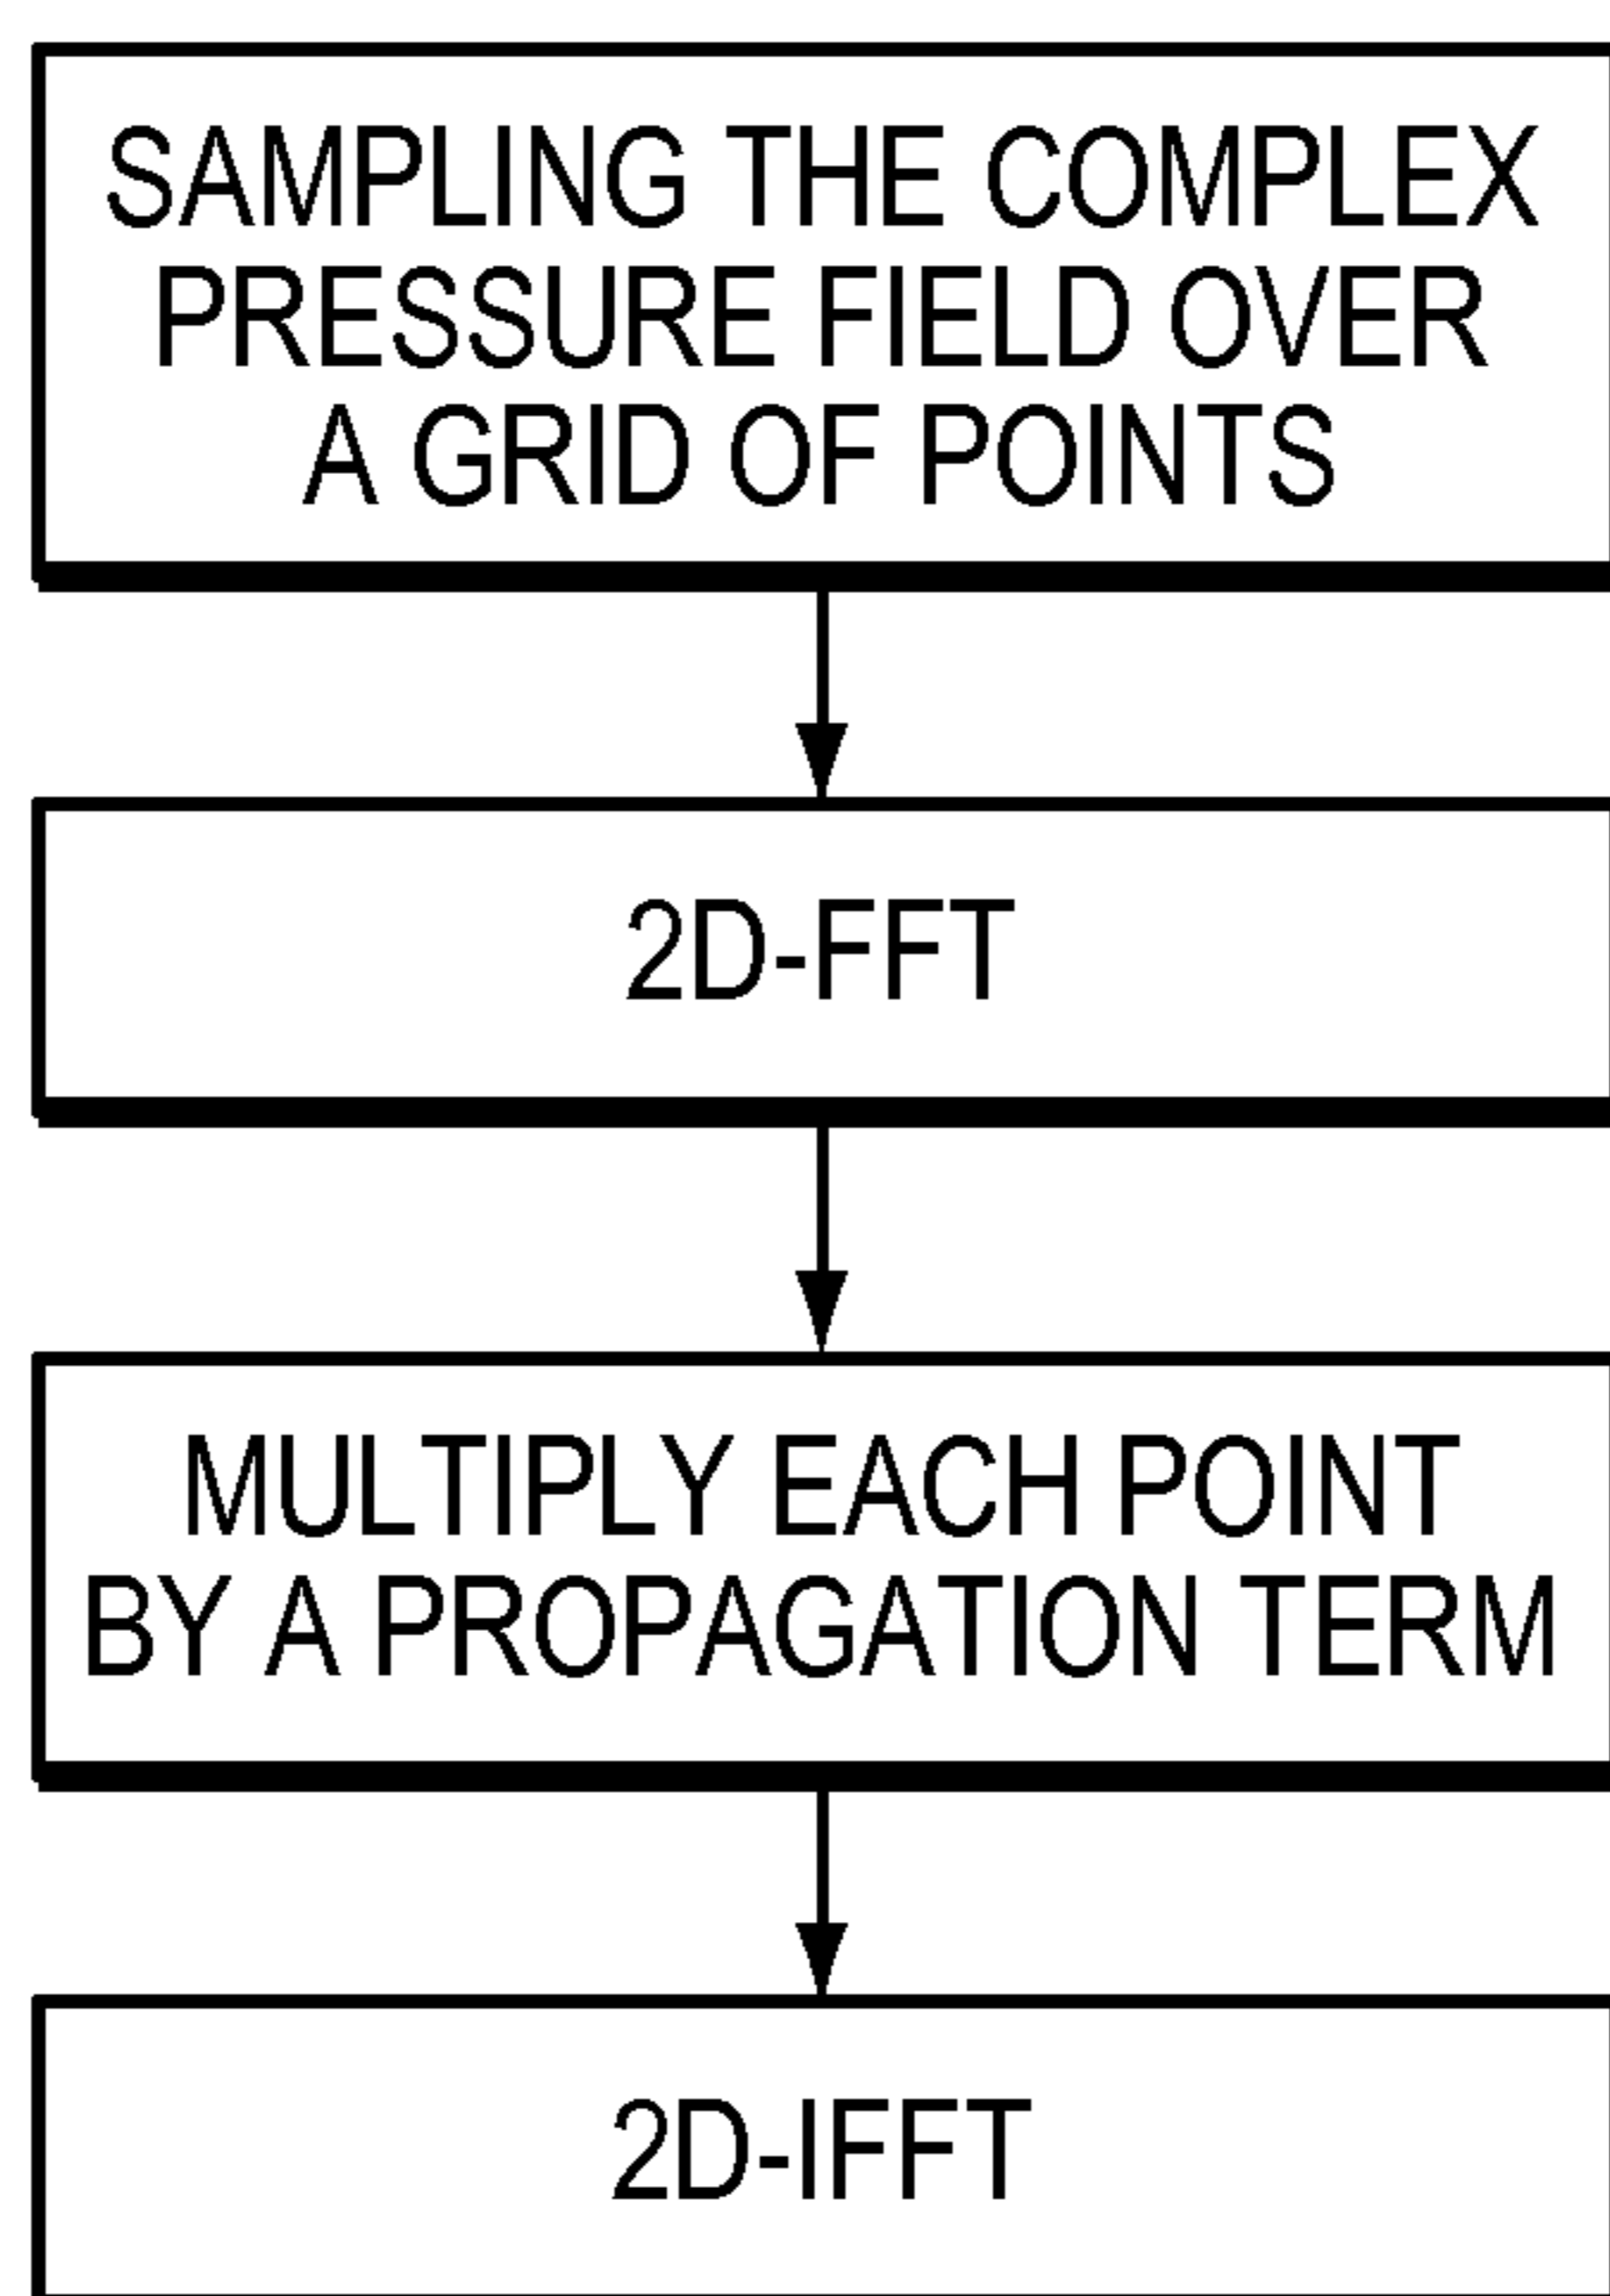 SAMPLING THE COMPLEX
PRESSURE FIELD OVER
A GRID OF POINTS
2D-FFT
MULTIPLY EACH POINT
BY A PROPAGATION TERM
2D-IFFT